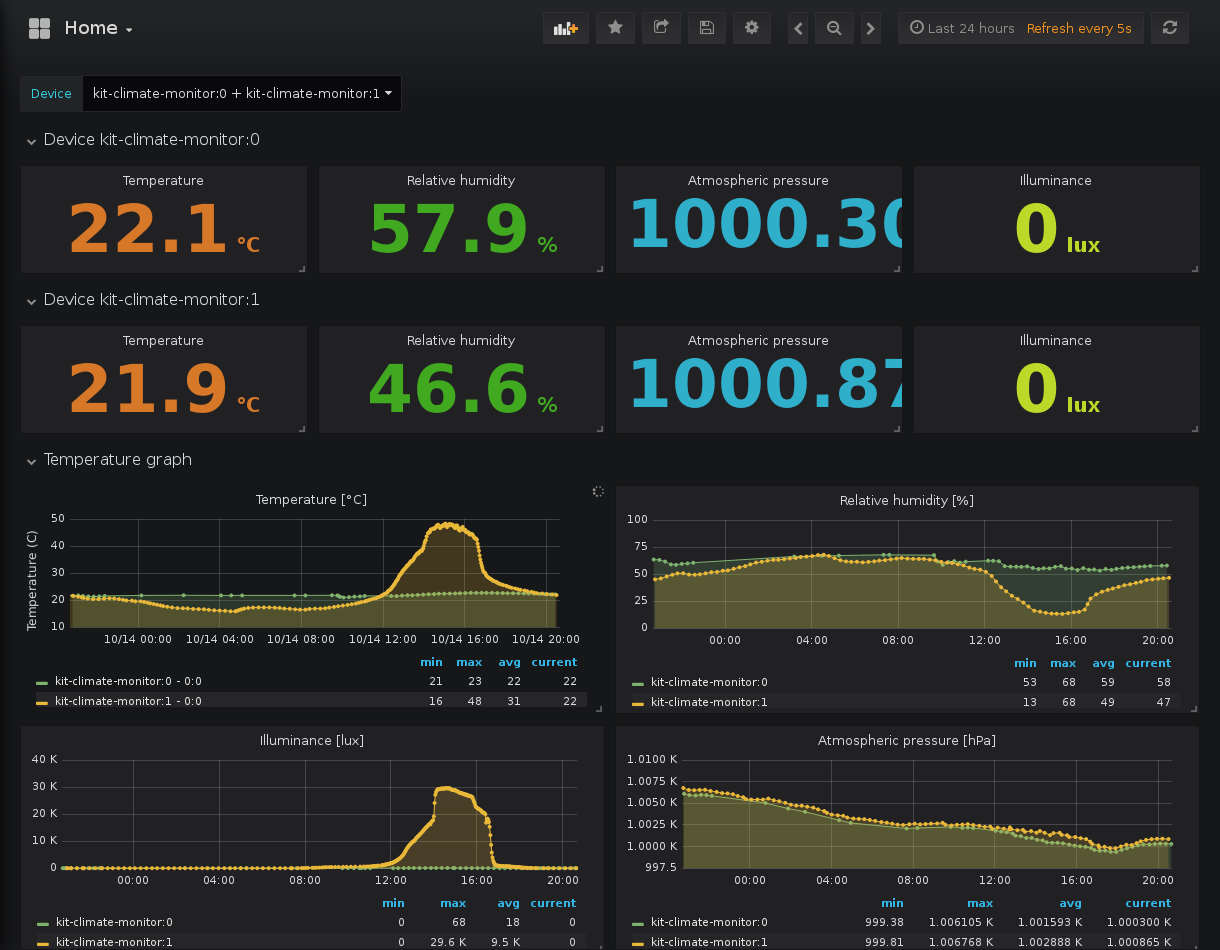 Home
Last 24 hours Refresh every 5s
Device kit-climate-monitor:0 + kit-climate-monitor:1
Device kit-climate-monitor:0
Temperature Relative humidity Atmospheric pressure Illuminance
22.1 °C 57.9 % 1000.30 0 lux
Device kit-climate-monitor:1
Temperature Relative humidity Atmospheric pressure Illuminance
21.9 °C 46.6 % 1000.87 0 lux
Temperature graph
Temperature [°C]
Temperature (C)
50
40
30
20
10
10/14 00:00 10/14 04:00 10/14 08:00 10/14 12:00 10/14 16:00 10/14 20:00
min max avg current
kit-climate-monitor:0 - 0:0 21 23 22 22
kit-climate-monitor:1 - 0:0 16 48 31 22
Relative humidity [%]
100
75
50
25
0
00:00 04:00 08:00 12:00 16:00 20:00
min max avg current
kit-climate-monitor:0 53 68 59 58
kit-climate-monitor:1 13 68 49 47
Illuminance [lux]
40 K
30 K
20 K
10 K
0
00:00 04:00 08:00 12:00 16:00 20:00
min max avg current
kit-climate-monitor:0 0 68 18 0
kit-climate-monitor:1 0 29.6 K 9.5 K 0
Atmospheric pressure [hPa]
1.0100 K
1.0075 K
1.0050 K
1.0025 K
1.0000 K
997.5
00:00 04:00 08:00 12:00 16:00 20:00
min max avg current
kit-climate-monitor:0 999.38 1.006105 K 1.001593 K 1.000300 K
kit-climate-monitor:1 999.81 1.006768 K 1.002888 K 1.000865 K